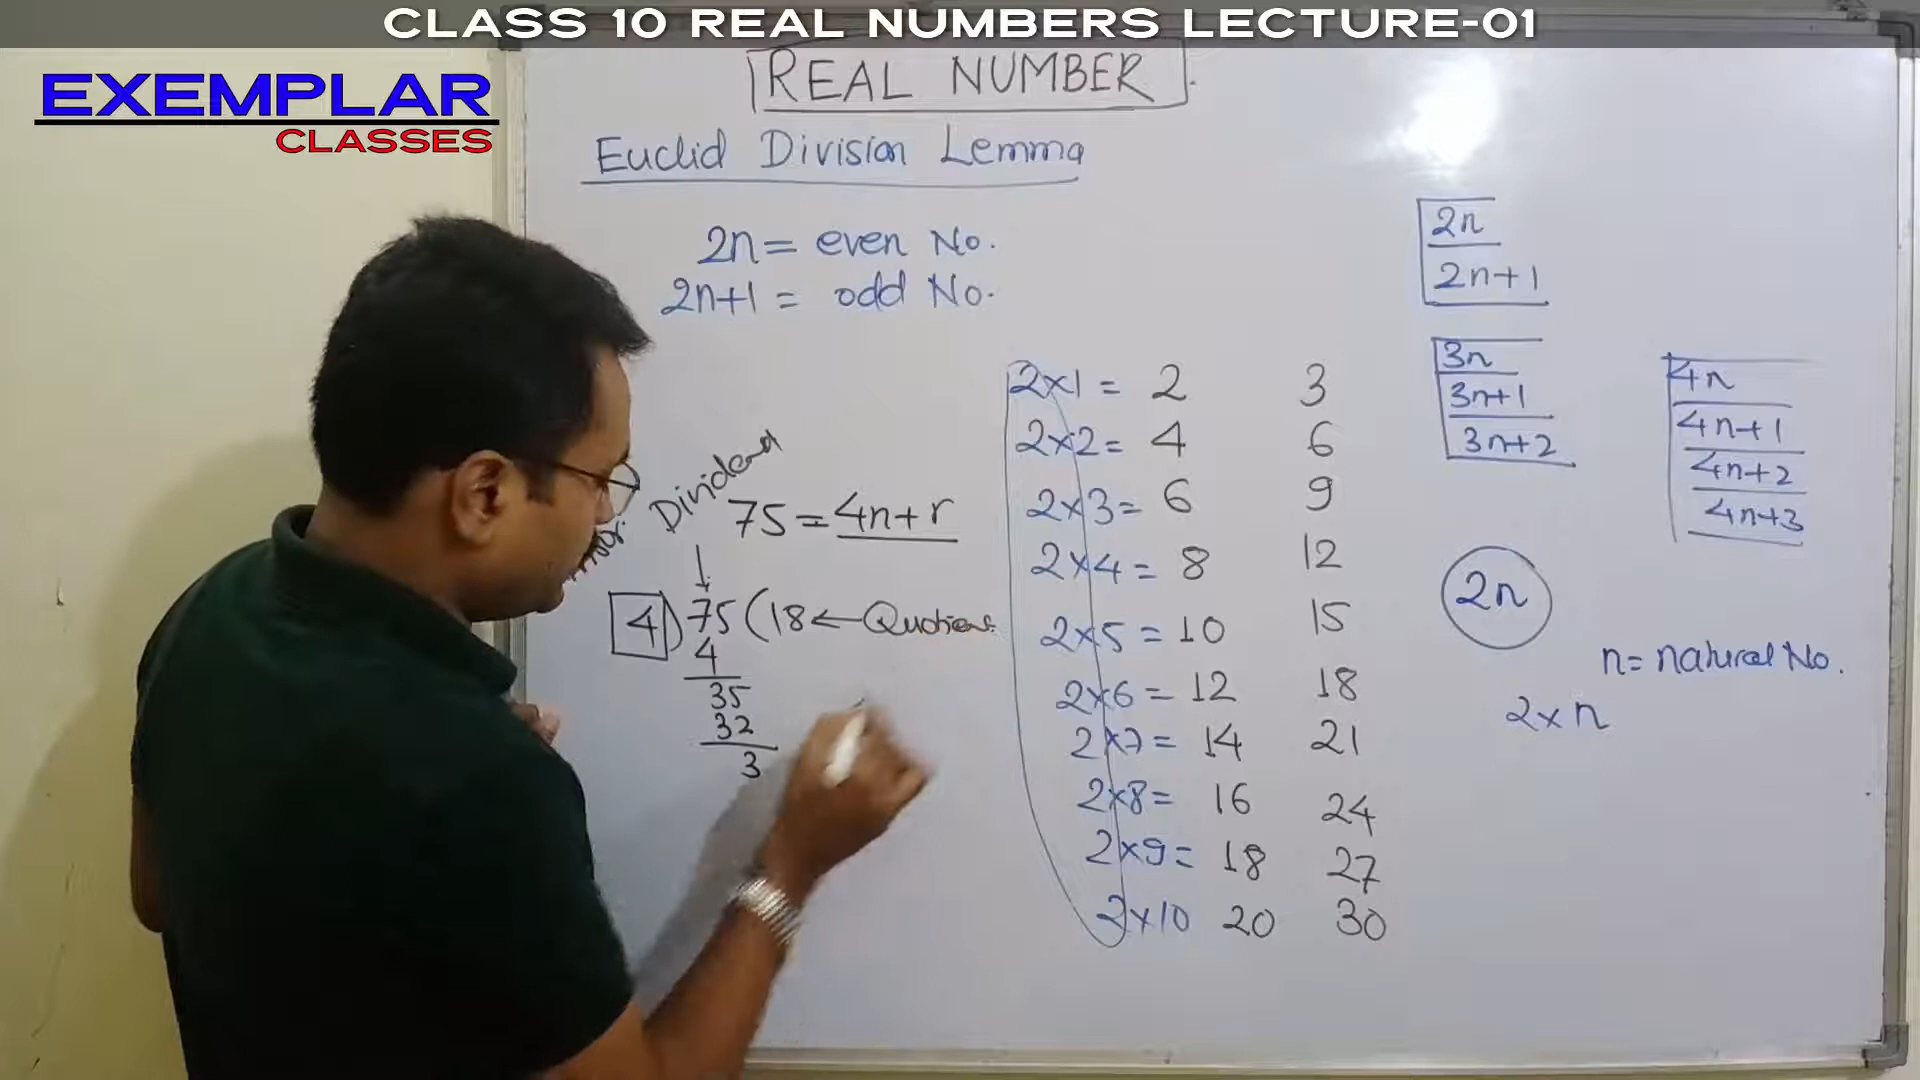 CLASS 10 REAL NUMBERS LECTURE-01
EXEMPLAR
CLASSES
REAL NUMBER
Euclid Division Lemma
2n = even No.
2n+1 = odd No.
Dividend
75 = 4n+r
4)75(18 ← Quotient
4
35
32
3
2×1 = 2 3
2×2 = 4 6
2×3 = 6 9
2×4 = 8 12
2×5 = 10 15
2×6 = 12 18
2×7 = 14 21
2×8 = 16 24
2×9 = 18 27
2×10 20 30
2n
2n+1
3n
3n+1
3n+2
4n
4n+1
4n+2
4n+3
2n
n = natural No.
2×n